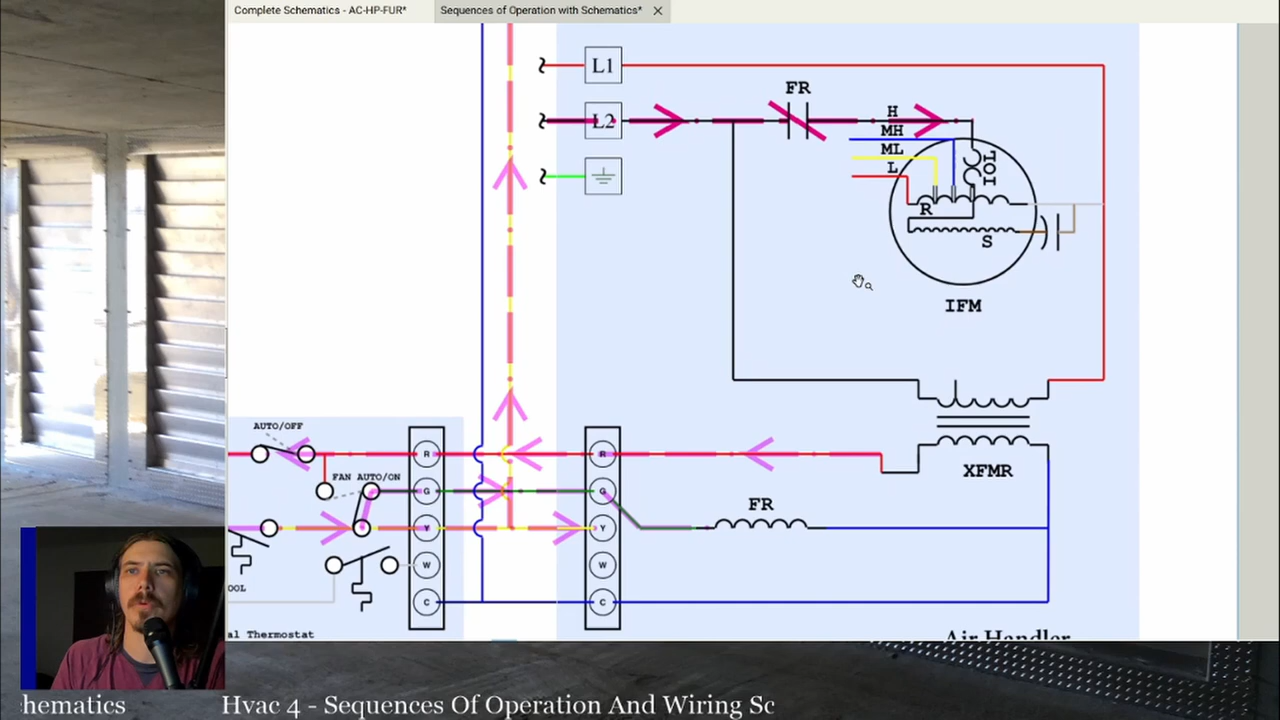 Complete Schematics - AC-HP-FUR*
Sequences of Operation with Schematics*
L1
FR
L2
H
MH
ML
L
IOL
R
S
IFM
AUTO/OFF
FAN AUTO/ON
R
G
Y
W
C
R
G
Y
W
C
FR
XFMR
OOL
al Thermostat
Air Handler
hematics
Hvac 4 - Sequences Of Operation And Wiring Sc